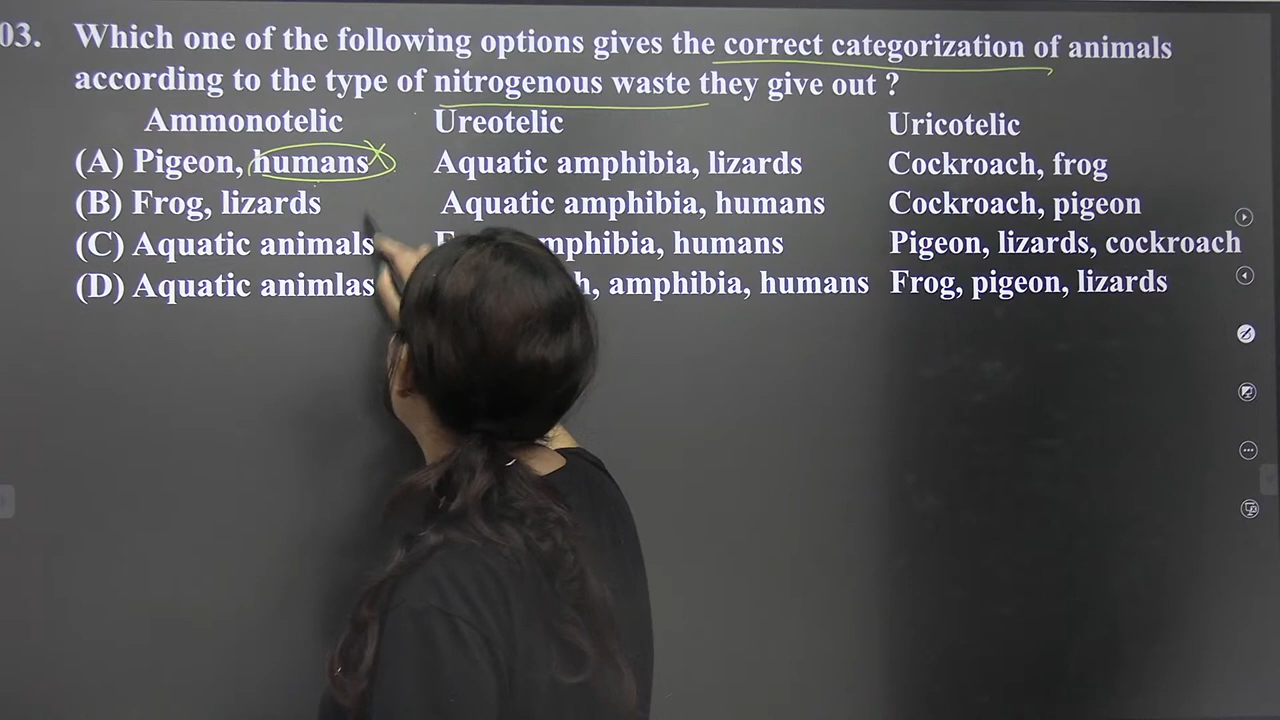 03. Which one of the following options gives the correct categorization of animals
according to the type of nitrogenous waste they give out ?
Ammonotelic Ureotelic Uricotelic
(A) Pigeon, humans Aquatic amphibia, lizards Cockroach, frog
(B) Frog, lizards Aquatic amphibia, humans Cockroach, pigeon
(C) Aquatic animals humans Pigeon, lizards, cockroach
(D) Aquatic animlas amphibia, humans Frog, pigeon, lizards